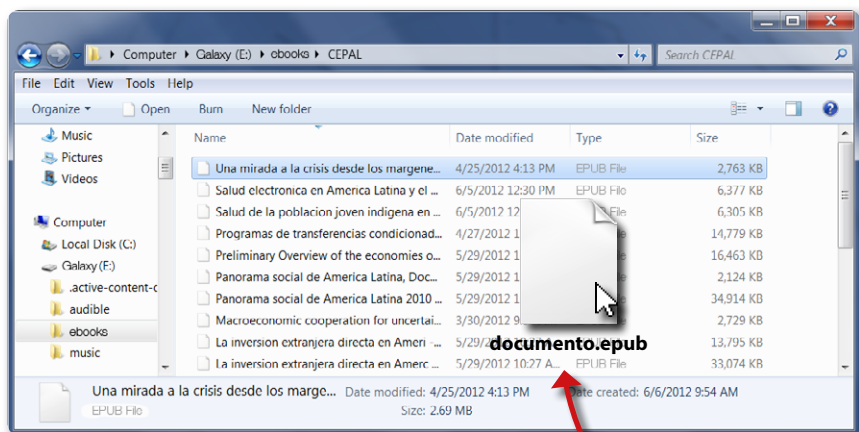 Computer Galaxy (E:) ebooks CEPAL Search CEPAL
File Edit View Tools Help
Organize Open Burn New folder
Music
Pictures
Videos
Computer
Local Disk (C:)
Galaxy (E:)
.active-content-c
audible
ebooks
music
Name Date modified Type Size
Una mirada a la crisis desde los margene... 4/25/2012 4:13 PM EPUB File 2,763 KB
Salud electronica en America Latina y el ... 6/5/2012 12:30 PM EPUB File 6,377 KB
Salud de la poblacion joven indigena en ... 6/5/2012 12 File 6,305 KB
Programas de transferencias condicionad... 4/27/2012 1 14,779 KB
Preliminary Overview of the economies o... 5/29/2012 1 16,463 KB
Panorama social de America Latina, Doc... 5/29/2012 1 2,124 KB
Panorama social de America Latina 2010 ... 5/29/2012 1 34,914 KB
Macroeconomic cooperation for uncertai... 3/30/2012 9 2,729 KB
La inversion extranjera directa en Ameri ... 13,795 KB
La inversion extranjera directa en Amerc ... 5/29/2012 10:27 A... EPUB File 33,074 KB
documento.epub
Una mirada a la crisis desde los marge... Date modified: 4/25/2012 4:13 PM Date created: 6/6/2012 9:54 AM
EPUB File Size: 2.69 MB